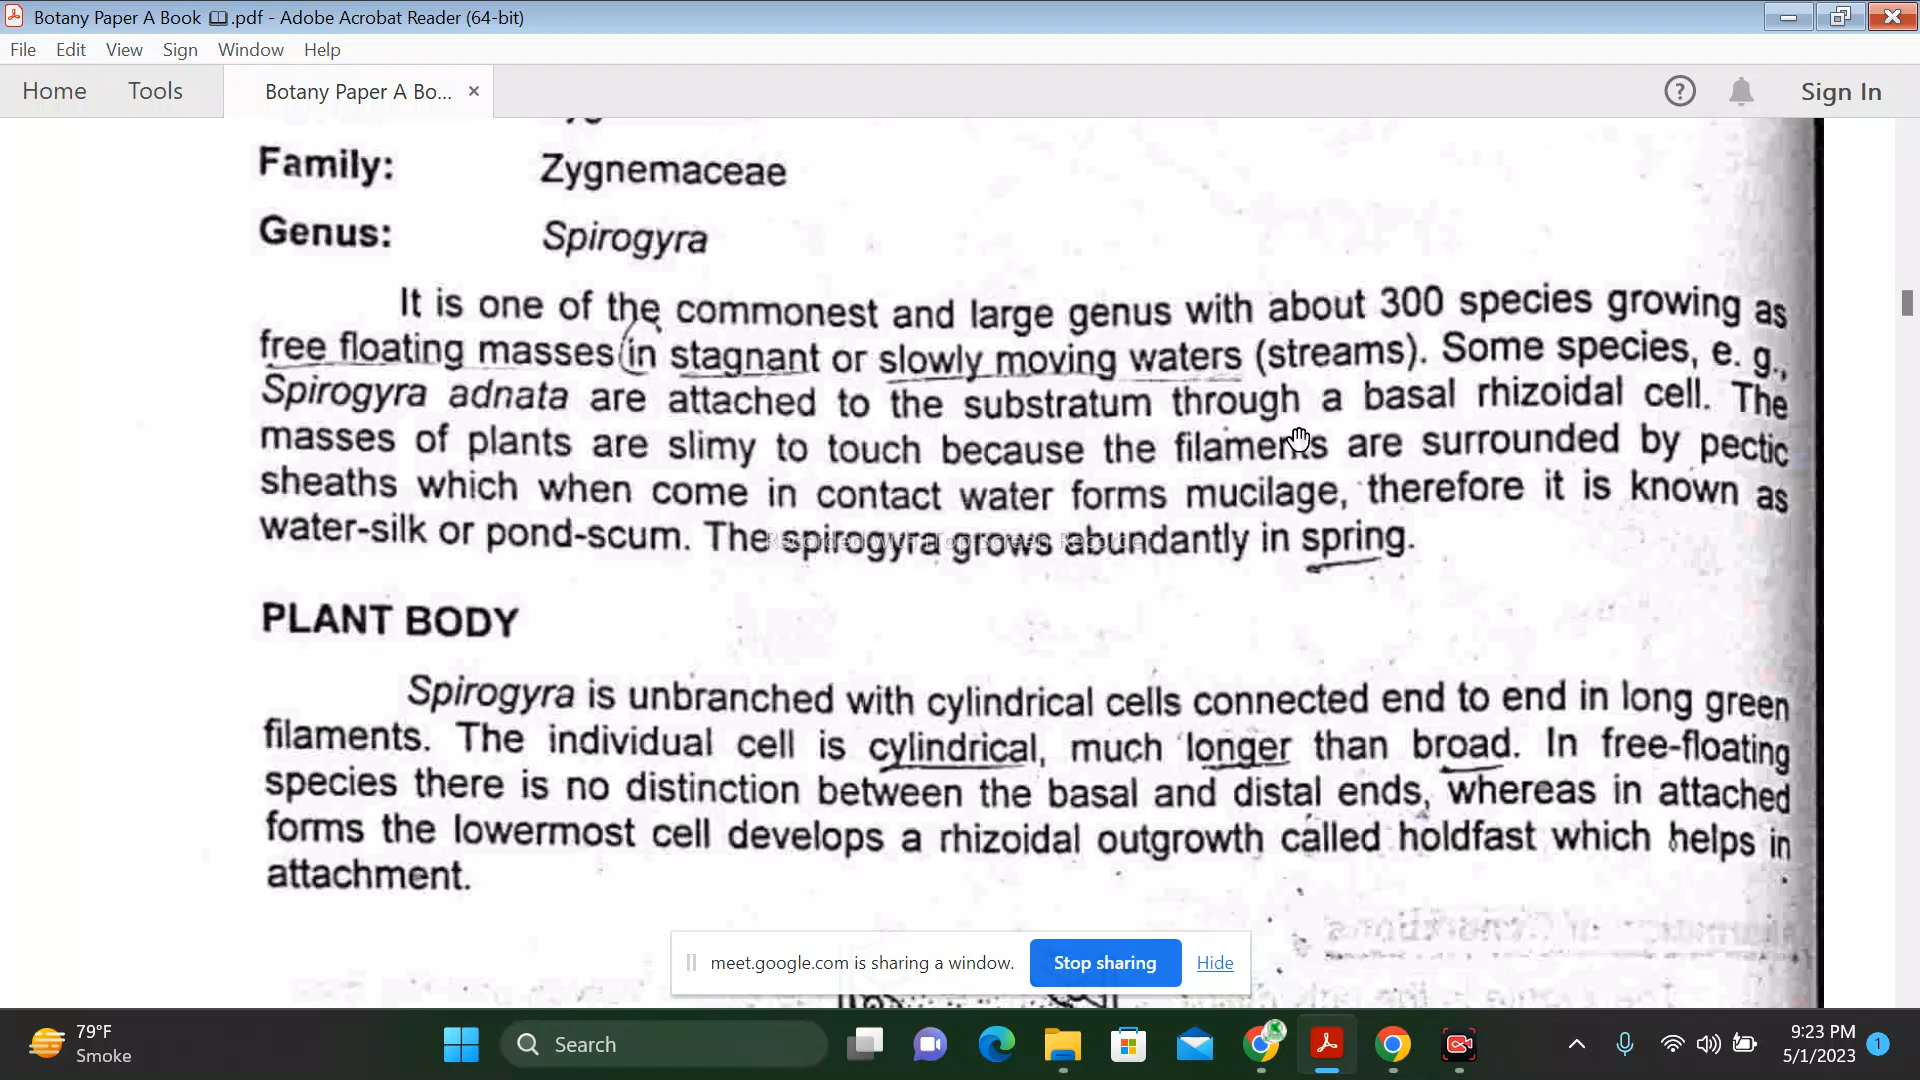 Botany Paper A Book 📖.pdf - Adobe Acrobat Reader (64-bit)
File Edit View Sign Window Help
Home Tools Botany Paper A Bo... × ? Sign In
Family: Zygnemaceae
Genus: Spirogyra
It is one of the commonest and large genus with about 300 species growing as
free floating masses in stagnant or slowly moving waters (streams). Some species, e. g.,
Spirogyra adnata are attached to the substratum through a basal rhizoidal cell. The
masses of plants are slimy to touch because the filaments are surrounded by pectic
sheaths which when come in contact water forms mucilage, therefore it is known as
water-silk or pond-scum. The spirogyra grows abundantly in spring.
PLANT BODY
Spirogyra is unbranched with cylindrical cells connected end to end in long green
filaments. The individual cell is cylindrical, much longer than broad. In free-floating
species there is no distinction between the basal and distal ends, whereas in attached
forms the lowermost cell develops a rhizoidal outgrowth called holdfast which helps in
attachment.
meet.google.com is sharing a window. Stop sharing Hide
79°F
Smoke
Search
9:23 PM
5/1/2023
1